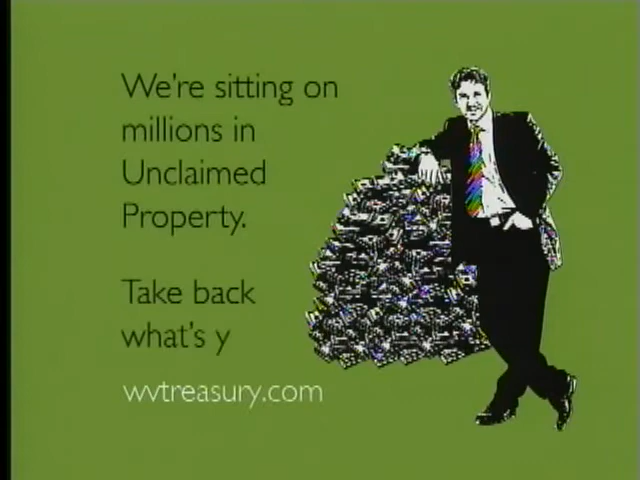 We're sitting on
millions in
Unclaimed
Property.
Take back
what's y
wvtreasury.com